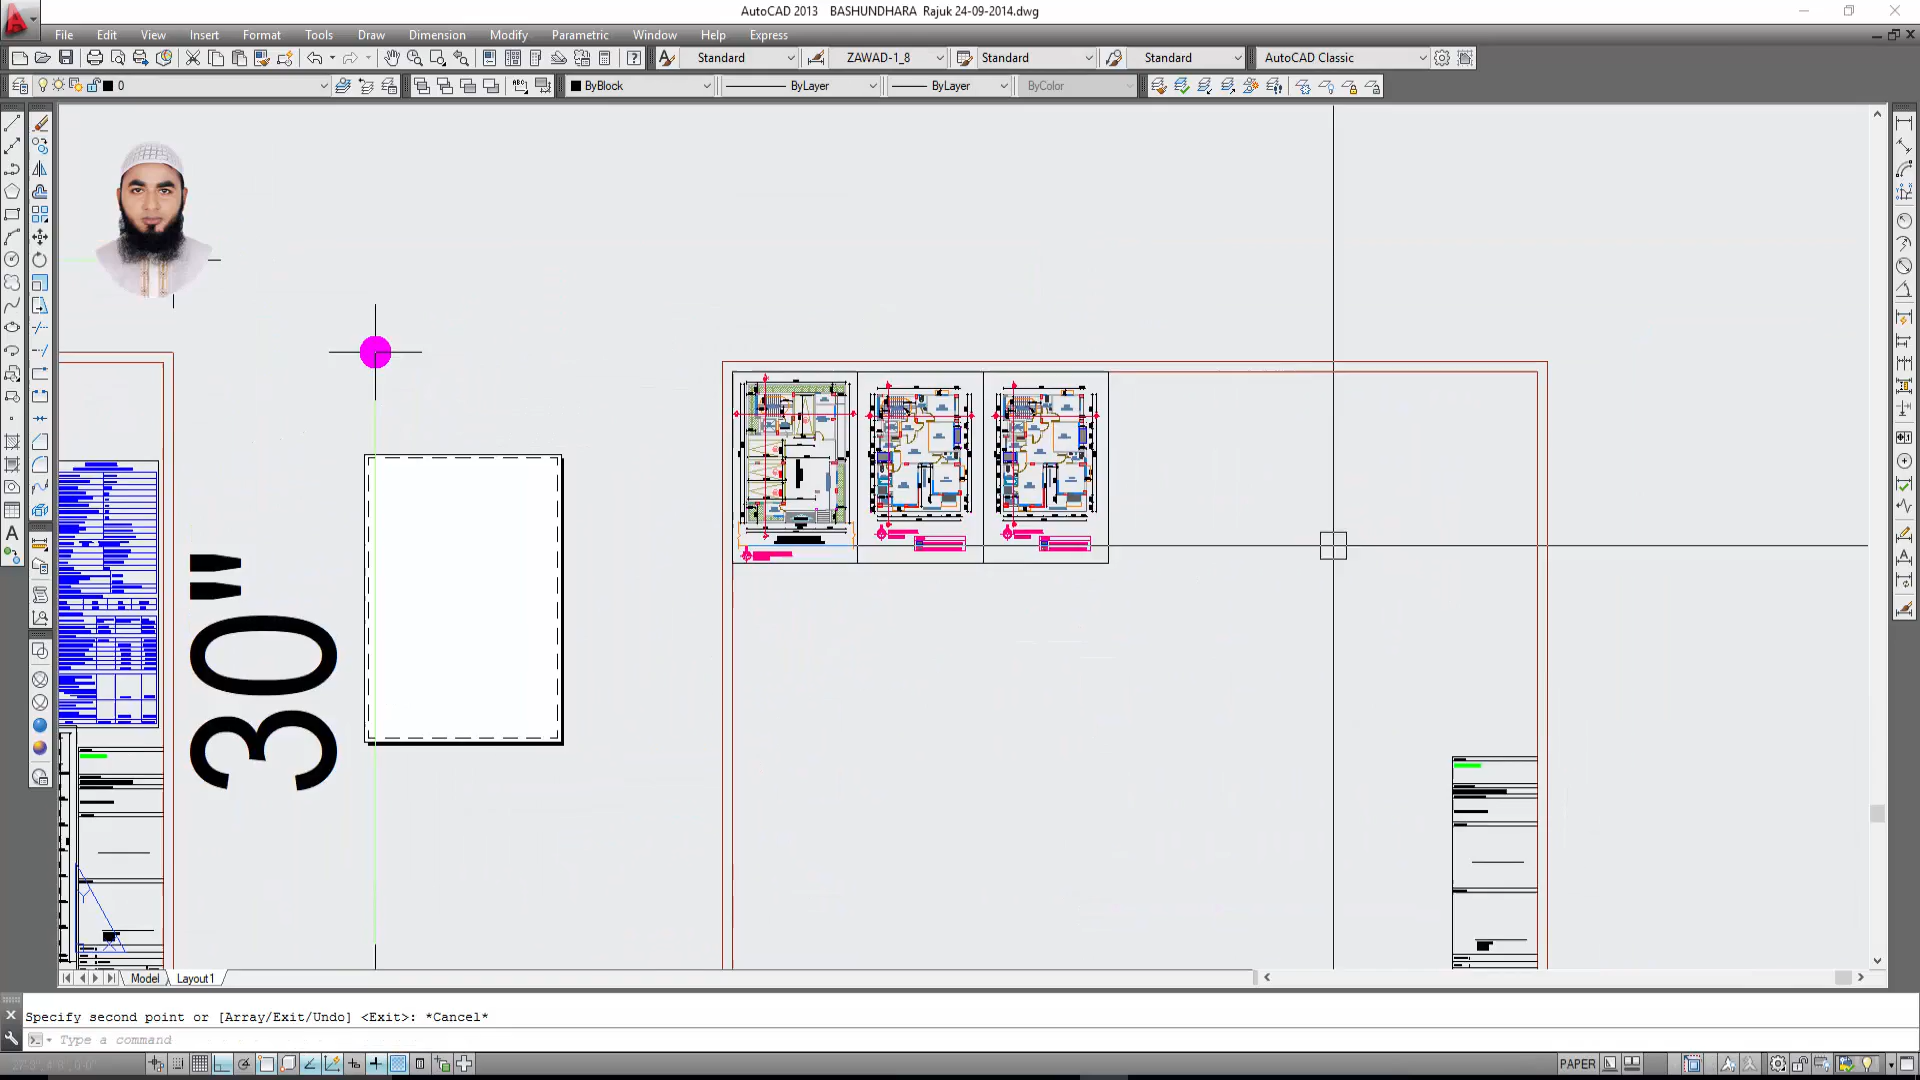 AutoCAD 2013 BASHUNDHARA Rajuk 24-09-2014.dwg
File Edit View Insert Format Tools Draw Dimension Modify Parametric Window Help Express
Standard ZAWAD-1_8 Standard Standard AutoCAD Classic
0 ByBlock ByLayer ByLayer ByColor
30"
Model Layout1
Specify second point or [Array/Exit/Undo] <Exit>: *Cancel*
Type a command
PAPER